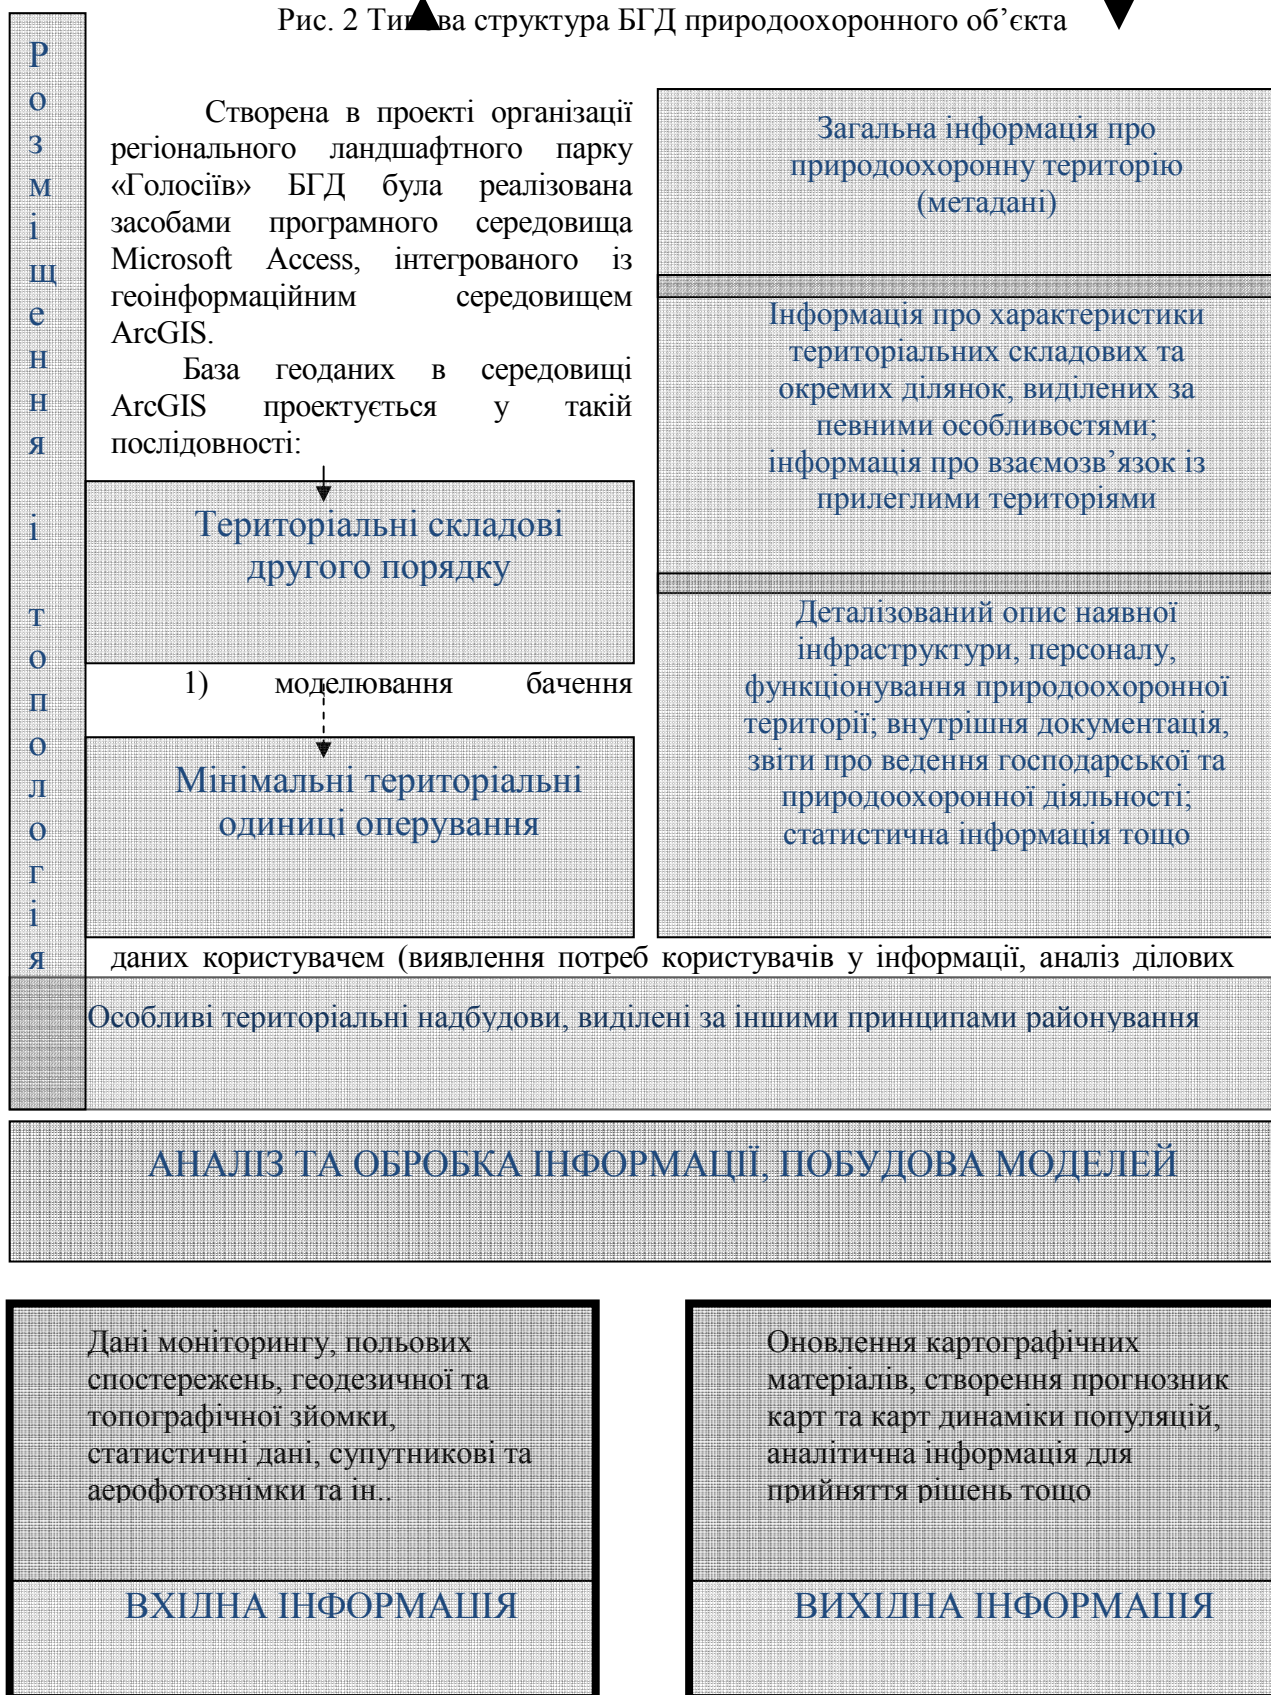 Рис. 2 Типова структура БГД природоохоронного об’єкта
Розміщення і топологія
Створена в проекті організації
регіонального ландшафтного парку
«Голосіїв» БГД була реалізована
засобами програмного середовища
Microsoft Access, інтегрованого із
геоінформаційним середовищем
ArcGIS.
База геоданих в середовищі
ArcGIS проектується у такій
послідовності:
Територіальні складові
другого порядку
1) моделювання бачення
Мінімальні територіальні
одиниці оперування
Загальна інформація про
природоохоронну територію
(метадані)
Інформація про характеристики
територіальних складових та
окремих ділянок, виділених за
певними особливостями;
інформація про взаємозв’язок із
прилеглими територіями
Деталізований опис наявної
інфраструктури, персоналу,
функціонування природоохоронної
території; внутрішня документація,
звіти про ведення господарської та
природоохоронної діяльності;
статистична інформація тощо
даних користувачем (виявлення потреб користувачів у інформації, аналіз ділових
Особливі територіальні надбудови, виділені за іншими принципами районування
АНАЛІЗ ТА ОБРОБКА ІНФОРМАЦІЇ, ПОБУДОВА МОДЕЛЕЙ
Дані моніторингу, польових
спостережень, геодезичної та
топографічної зйомки,
статистичні дані, супутникові та
аерофотознімки та ін..
ВХІДНА ІНФОРМАЦІЯ
Оновлення картографічних
матеріалів, створення прогнозник
карт та карт динаміки популяцій,
аналітична інформація для
прийняття рішень тощо
ВИХІДНА ІНФОРМАЦІЯ